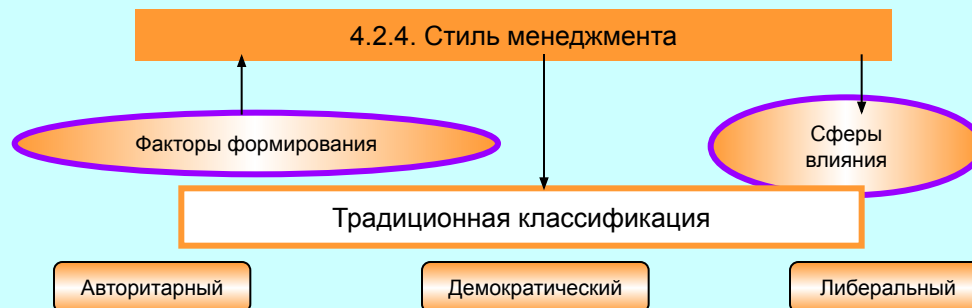 4.2.4. Стиль менеджмента
Факторы формирования
Сферы
влияния
Традиционная классификация
Авторитарный
Демократический
Либеральный